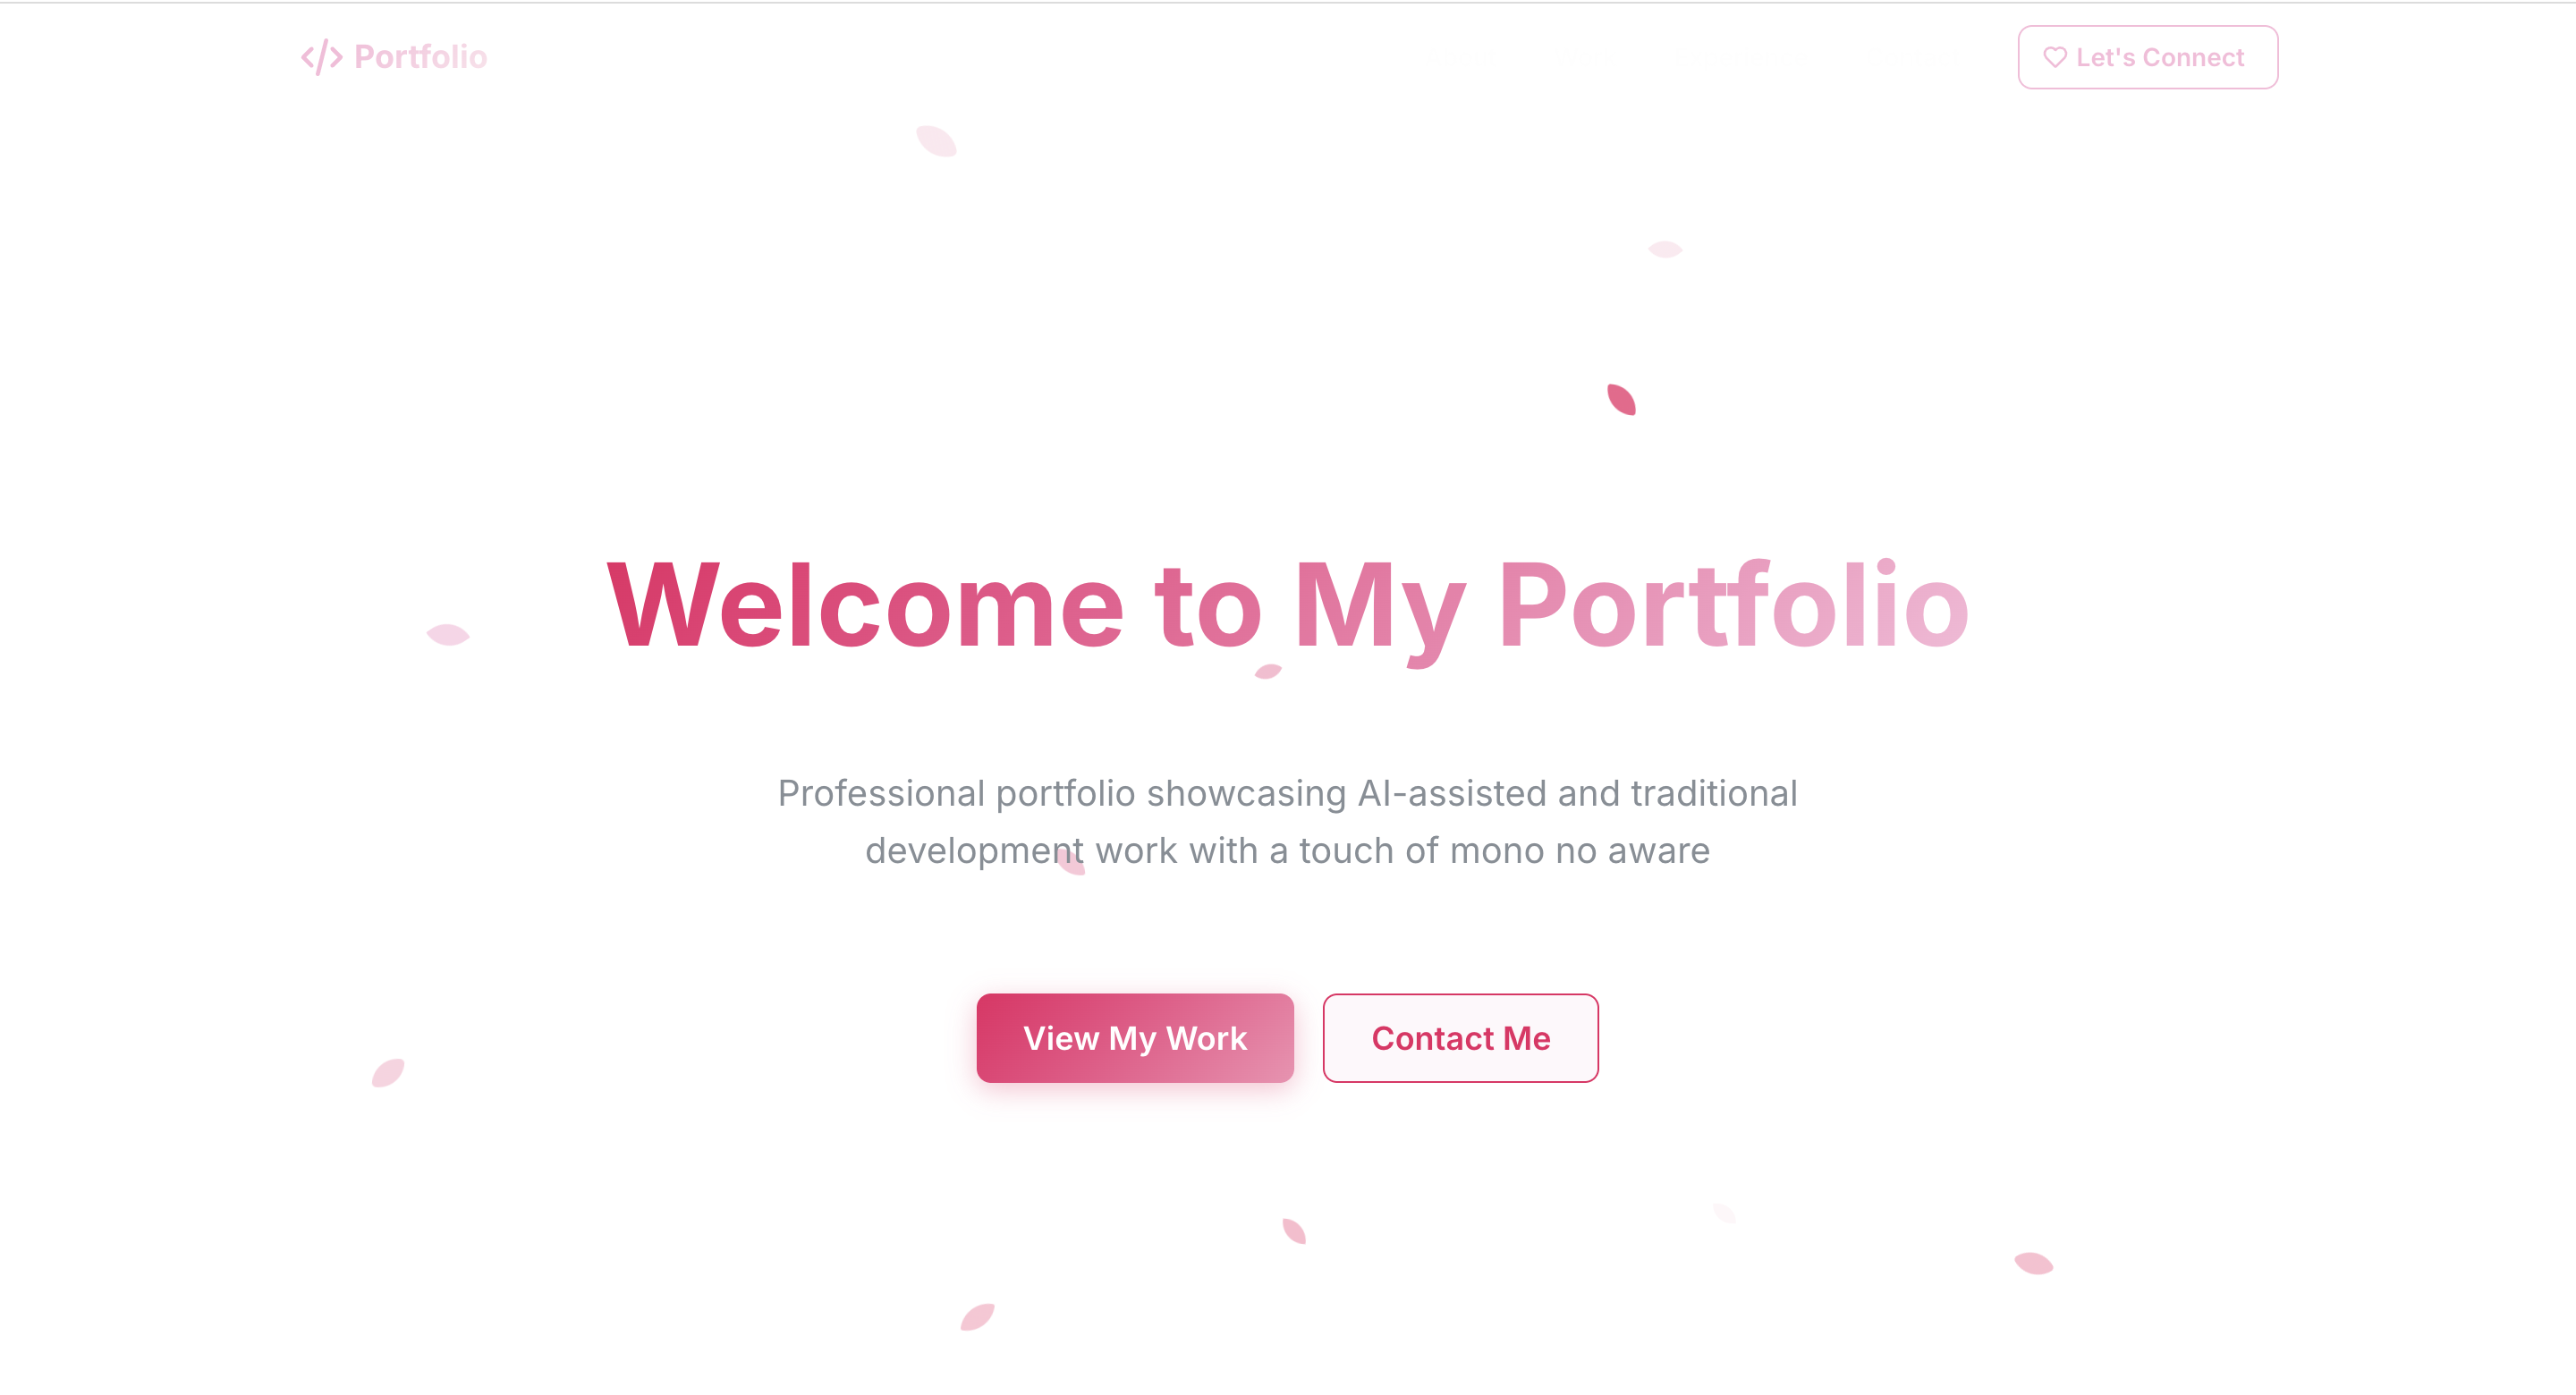 Portfolio
Let's Connect
Welcome to My Portfolio
Professional portfolio showcasing AI-assisted and traditional
development work with a touch of mono no aware
View My Work
Contact Me